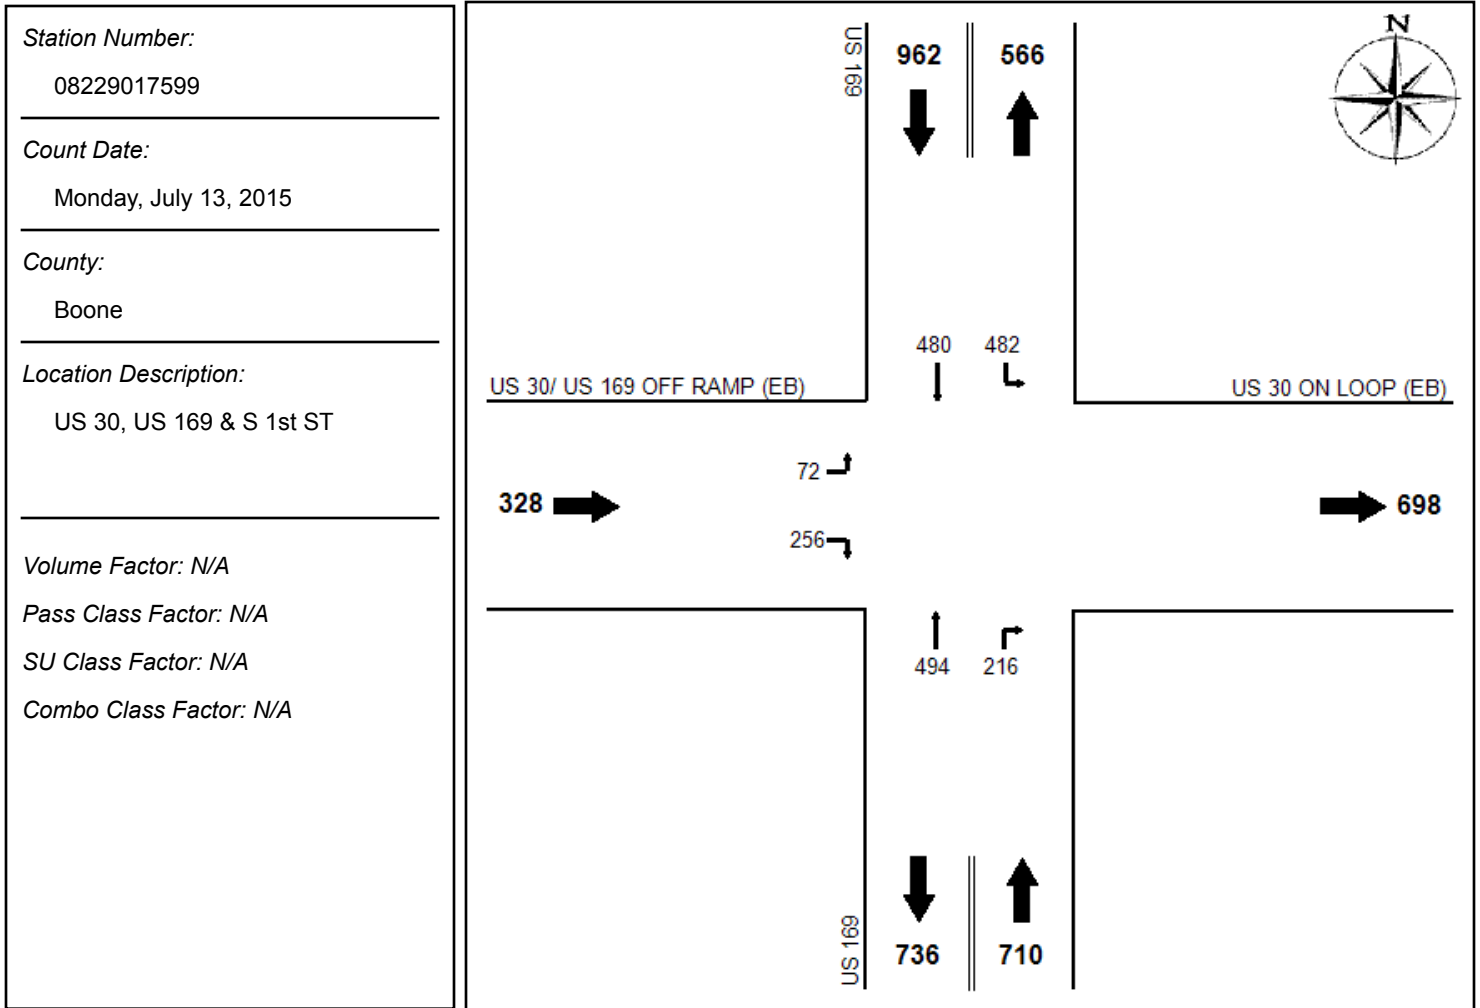 Station Number:
08229017599
Count Date:
Monday, July 13, 2015
County:
Boone
Location Description:
US 30, US 169 & S 1st ST
Volume Factor: N/A
Pass Class Factor: N/A
SU Class Factor: N/A
Combo Class Factor: N/A
N
US 169
962
566
480
482
US 30/ US 169 OFF RAMP (EB)
US 30 ON LOOP (EB)
72
328
698
256
494
216
US 169
736
710